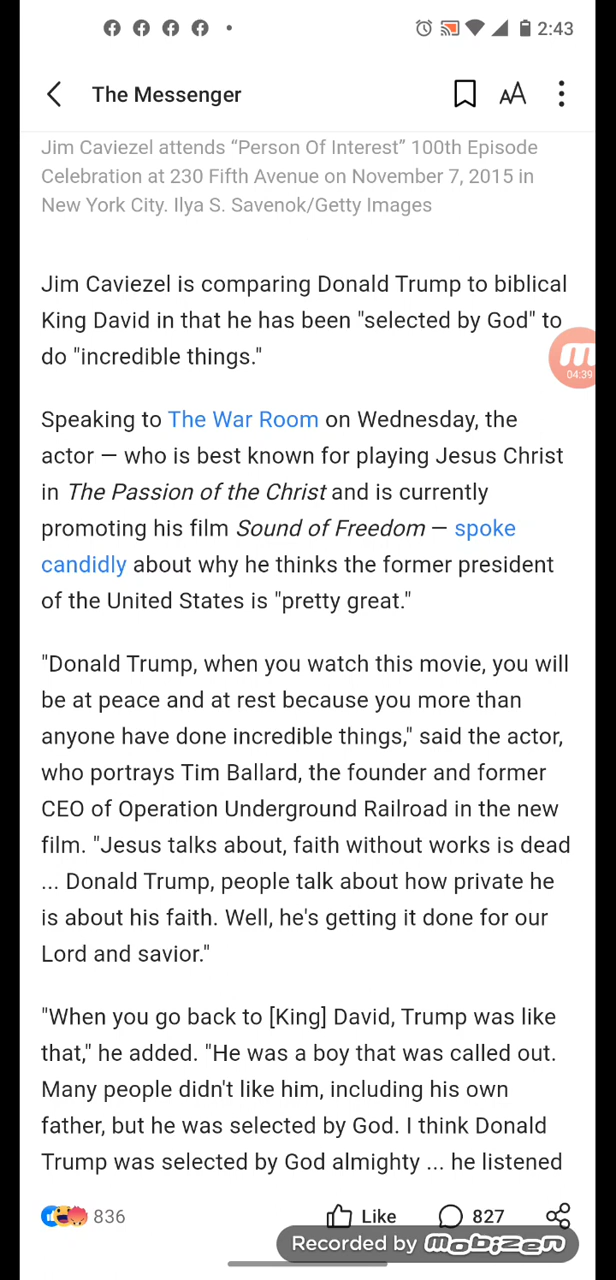 2:43
The Messenger
AA
Jim Caviezel attends “Person Of Interest” 100th Episode
Celebration at 230 Fifth Avenue on November 7, 2015 in
New York City. Ilya S. Savenok/Getty Images
Jim Caviezel is comparing Donald Trump to biblical
King David in that he has been "selected by God" to
do "incredible things."
04:39
Speaking to The War Room on Wednesday, the
actor — who is best known for playing Jesus Christ
in The Passion of the Christ and is currently
promoting his film Sound of Freedom — spoke
candidly about why he thinks the former president
of the United States is "pretty great."
"Donald Trump, when you watch this movie, you will
be at peace and at rest because you more than
anyone have done incredible things," said the actor,
who portrays Tim Ballard, the founder and former
CEO of Operation Underground Railroad in the new
film. "Jesus talks about, faith without works is dead
... Donald Trump, people talk about how private he
is about his faith. Well, he's getting it done for our
Lord and savior."
"When you go back to [King] David, Trump was like
that," he added. "He was a boy that was called out.
Many people didn't like him, including his own
father, but he was selected by God. I think Donald
Trump was selected by God almighty ... he listened
836 Like 827
Recorded by mobizen